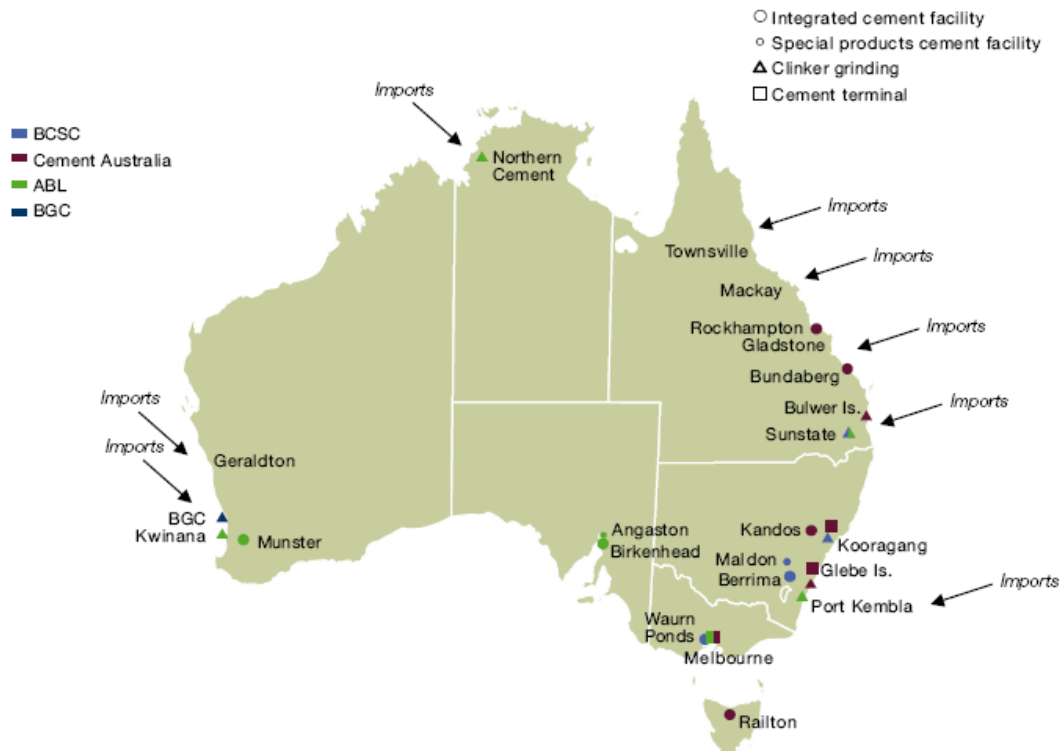 Integrated cement facility
Special products cement facility
Clinker grinding
Cement terminal
BCSC
Cement Australia
ABL
BGC
Imports
Northern
Cement
Imports
Townsville
Imports
Mackay
Rockhampton
Gladstone
Imports
Bundaberg
Imports
Bulwer Is.
Sunstate
Imports
Imports
Geraldton
BGC
Kwinana
Munster
Angaston
Birkenhead
Kandos
Kooragang
Maldon
Berrima
Glebe Is.
Port Kembla
Imports
Waurn
Ponds
Melbourne
Railton